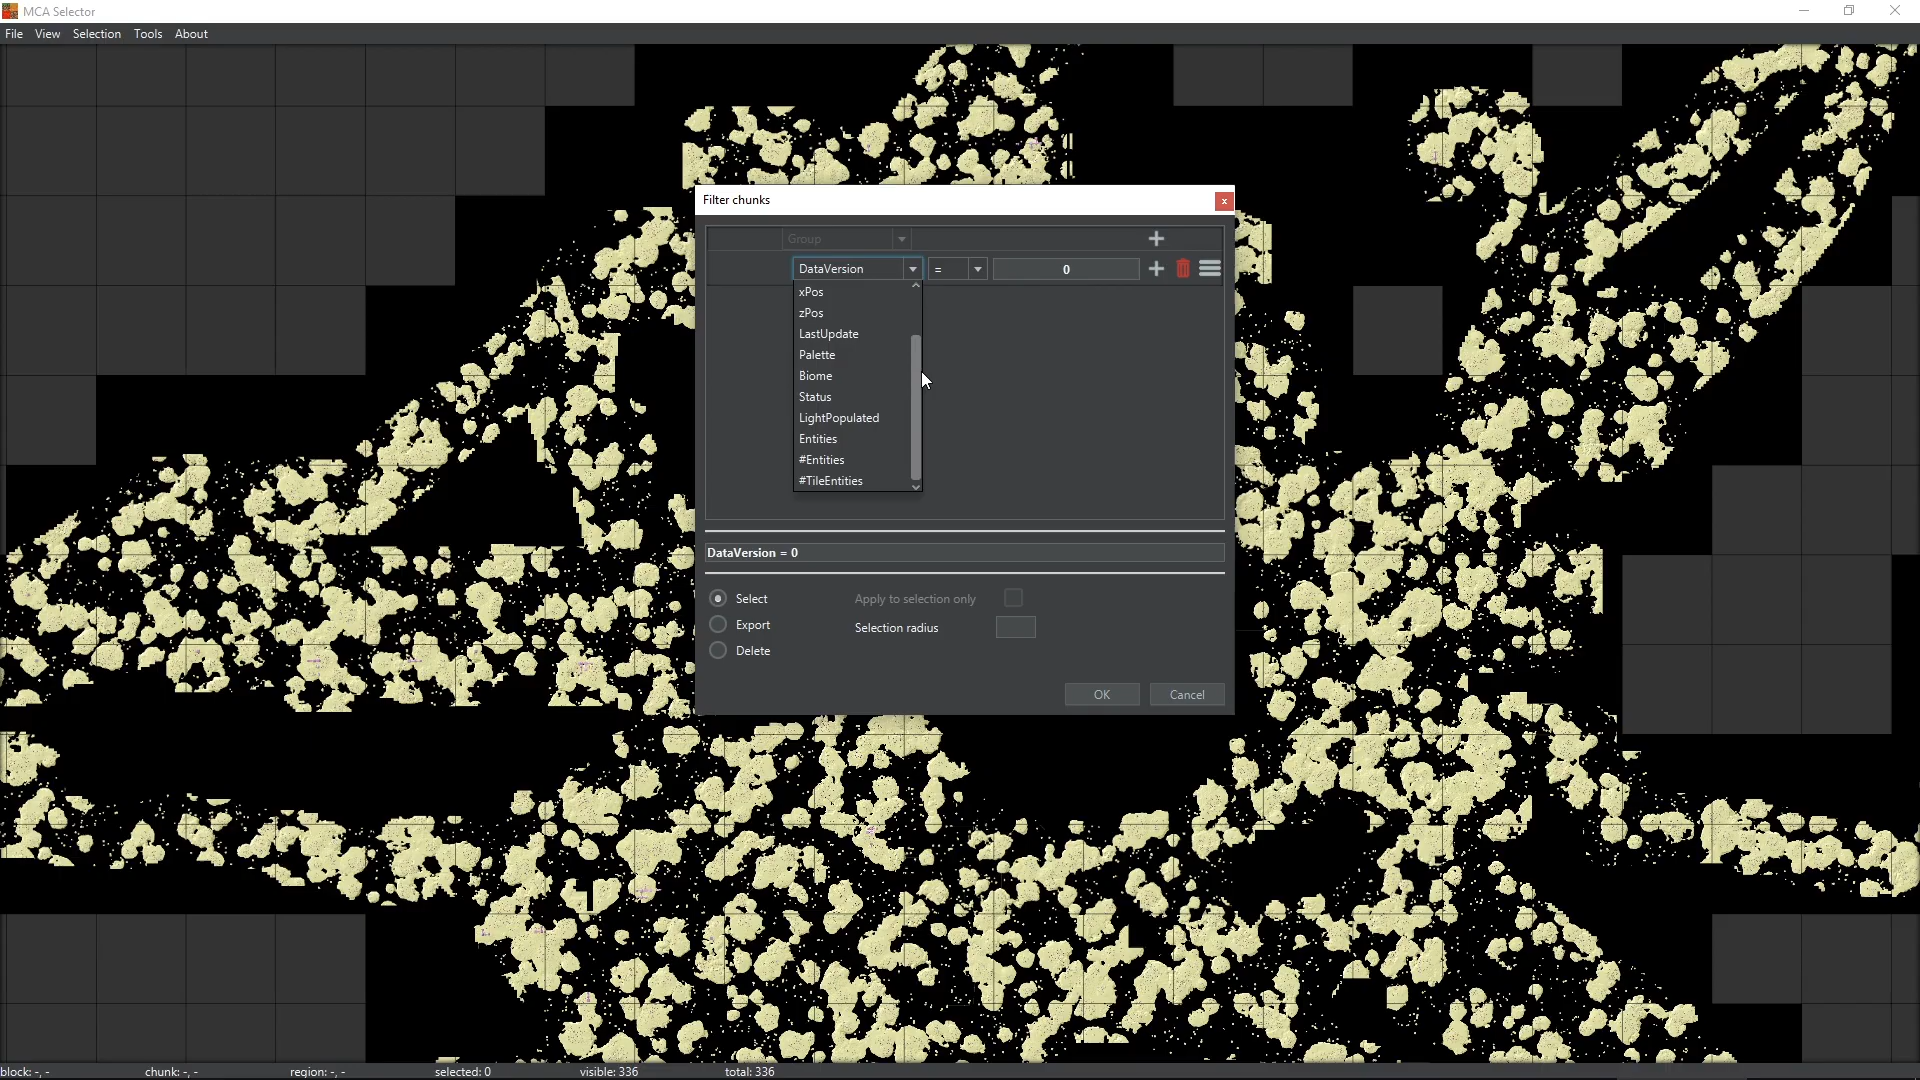 MCA Selector
File View Selection Tools About
Filter chunks
Group
DataVersion = 0
xPos
zPos
LastUpdate
Palette
Biome
Status
LightPopulated
Entities
#Entities
#TileEntities
DataVersion = 0
Select Apply to selection only
Export Selection radius
Delete
OK Cancel
block: -, - chunk: -, - region: -, - selected: 0 visible: 336 total: 336